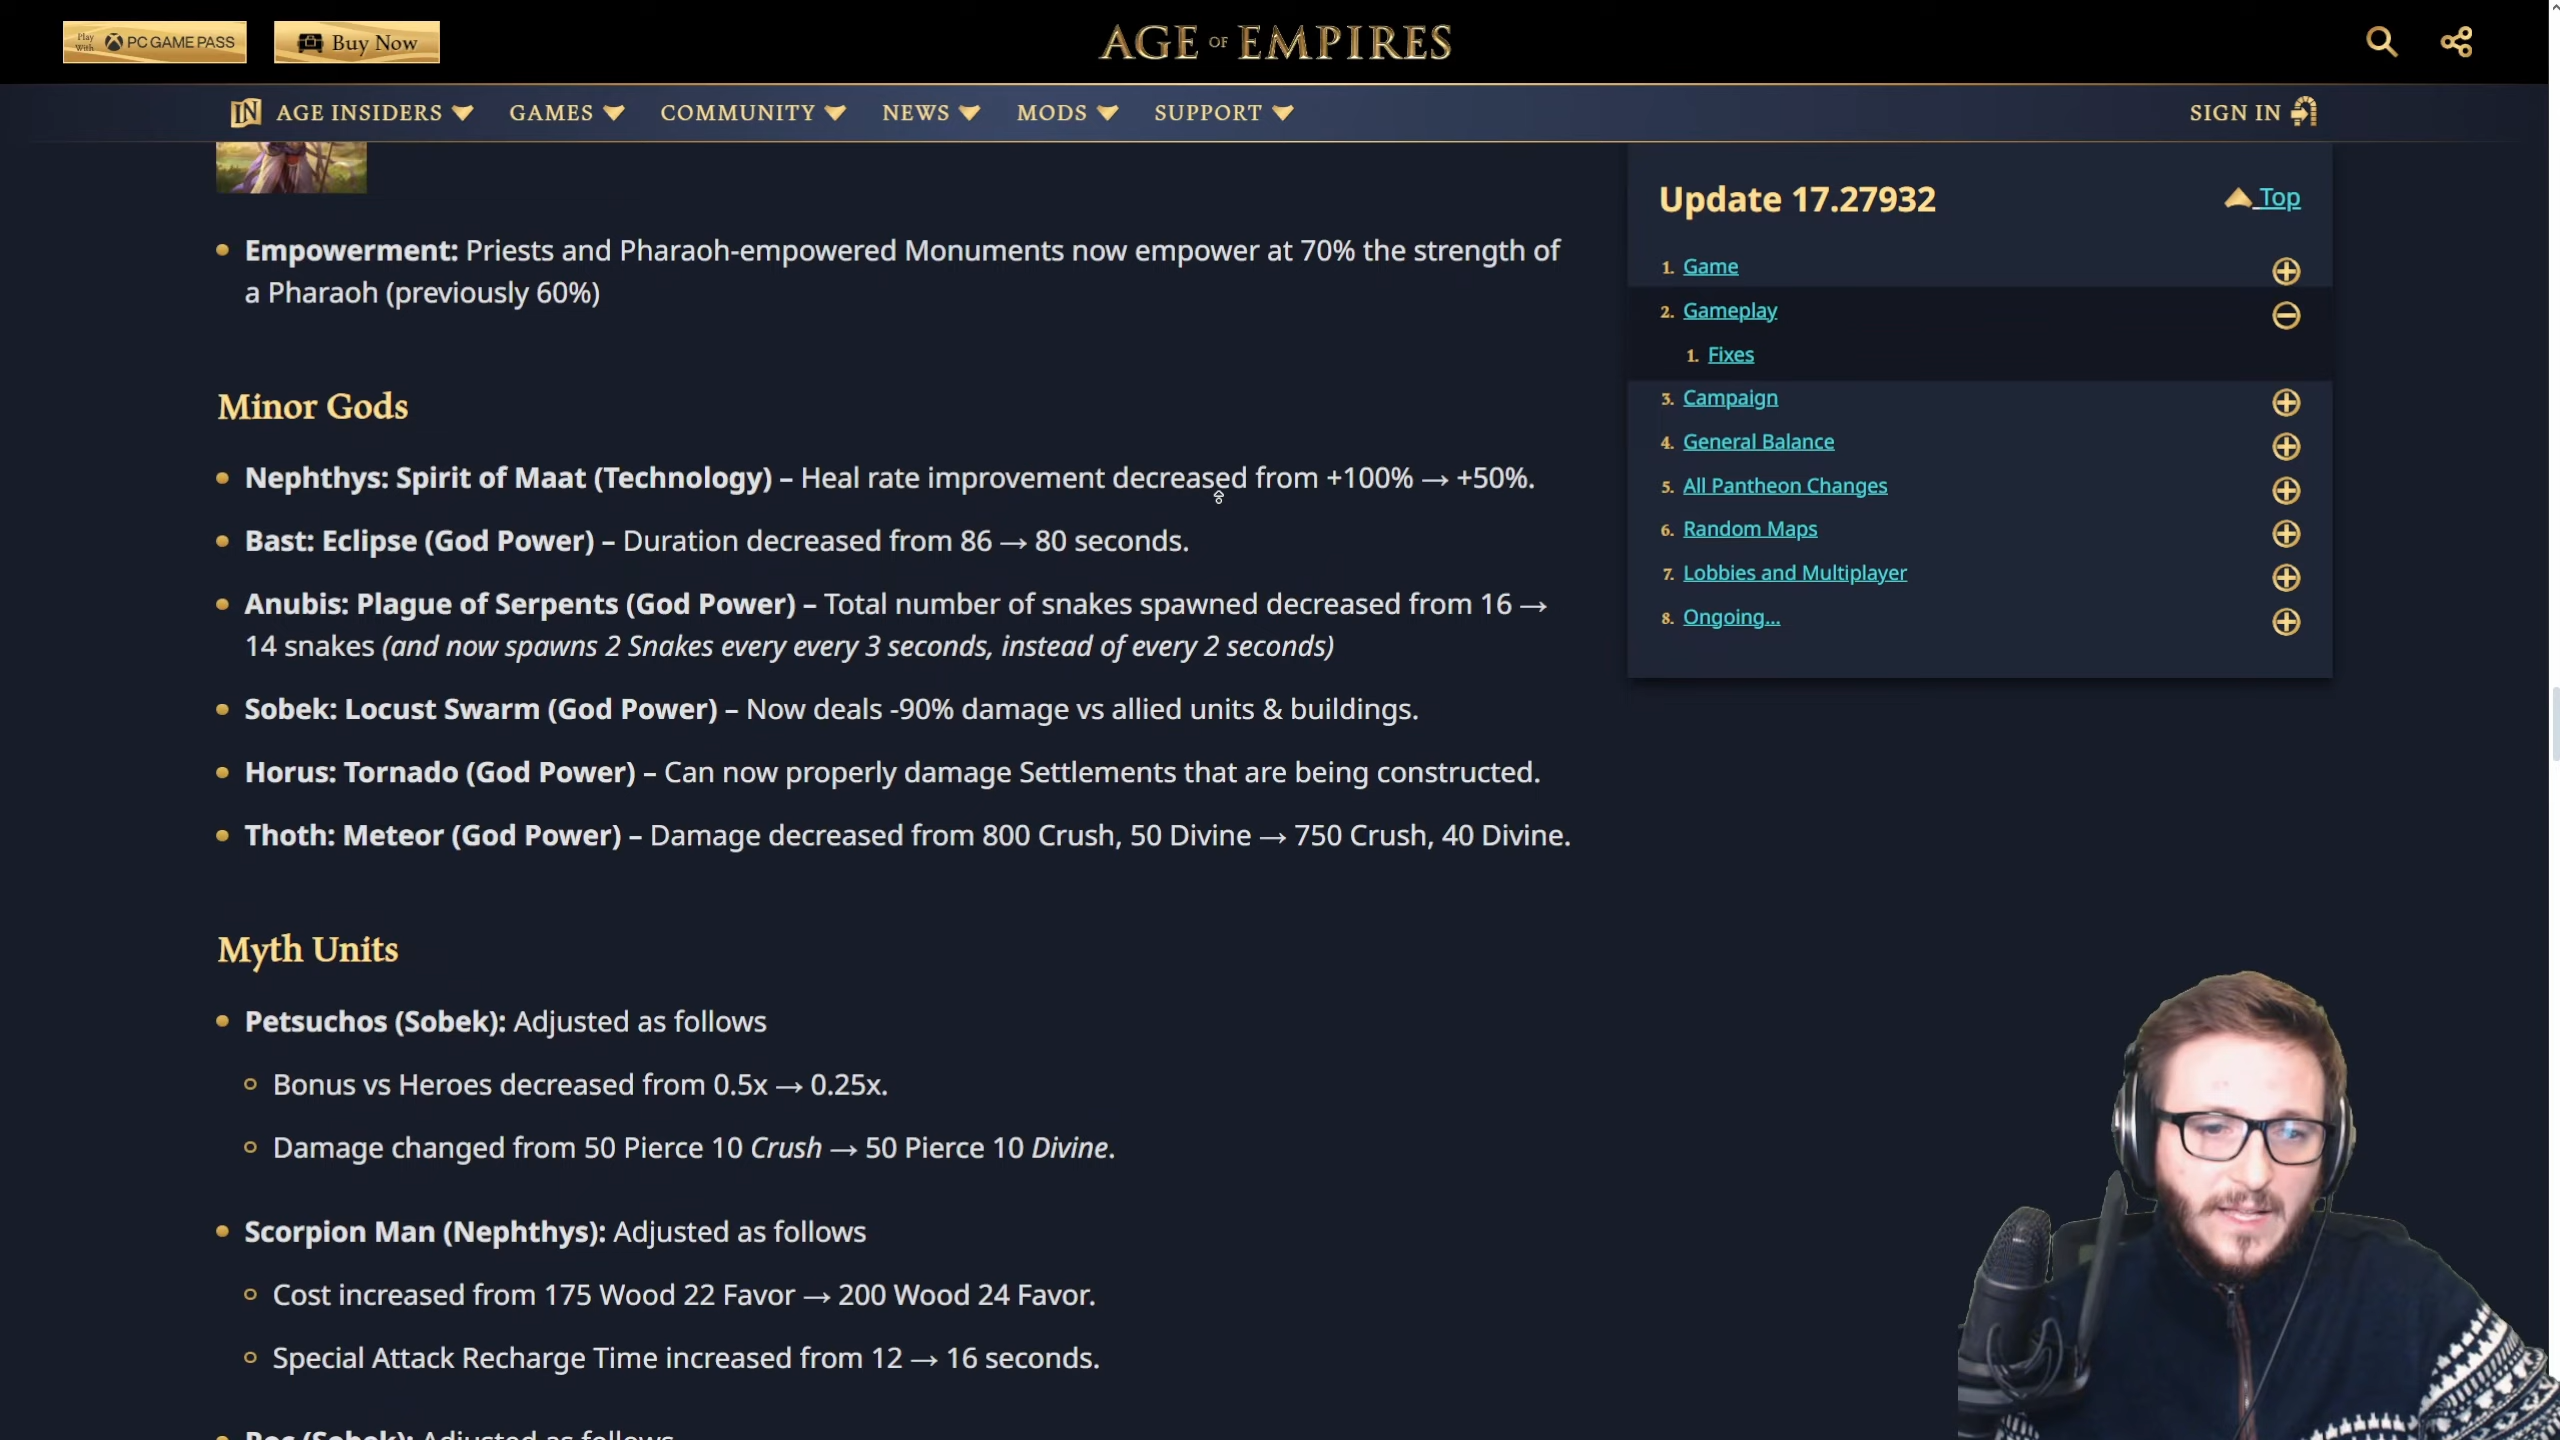 Play With PC GAME PASS
Buy Now
AGE OF EMPIRES
IN AGE INSIDERS
GAMES
COMMUNITY
NEWS
MODS
SUPPORT
SIGN IN
Empowerment: Priests and Pharaoh-empowered Monuments now empower at 70% the strength of
a Pharaoh (previously 60%)
Minor Gods
Nephthys: Spirit of Maat (Technology) – Heal rate improvement decreased from +100% → +50%.
Bast: Eclipse (God Power) – Duration decreased from 86 → 80 seconds.
Anubis: Plague of Serpents (God Power) – Total number of snakes spawned decreased from 16 →
14 snakes (and now spawns 2 Snakes every every 3 seconds, instead of every 2 seconds)
Sobek: Locust Swarm (God Power) – Now deals -90% damage vs allied units & buildings.
Horus: Tornado (God Power) – Can now properly damage Settlements that are being constructed.
Thoth: Meteor (God Power) – Damage decreased from 800 Crush, 50 Divine → 750 Crush, 40 Divine.
Myth Units
Petsuchos (Sobek): Adjusted as follows
Bonus vs Heroes decreased from 0.5x → 0.25x.
Damage changed from 50 Pierce 10 Crush → 50 Pierce 10 Divine.
Scorpion Man (Nephthys): Adjusted as follows
Cost increased from 175 Wood 22 Favor → 200 Wood 24 Favor.
Special Attack Recharge Time increased from 12 → 16 seconds.
Roc (Sobek): Adjusted as follows
Update 17.27932
Top
1. Game
2. Gameplay
1. Fixes
3. Campaign
4. General Balance
5. All Pantheon Changes
6. Random Maps
7. Lobbies and Multiplayer
8. Ongoing...